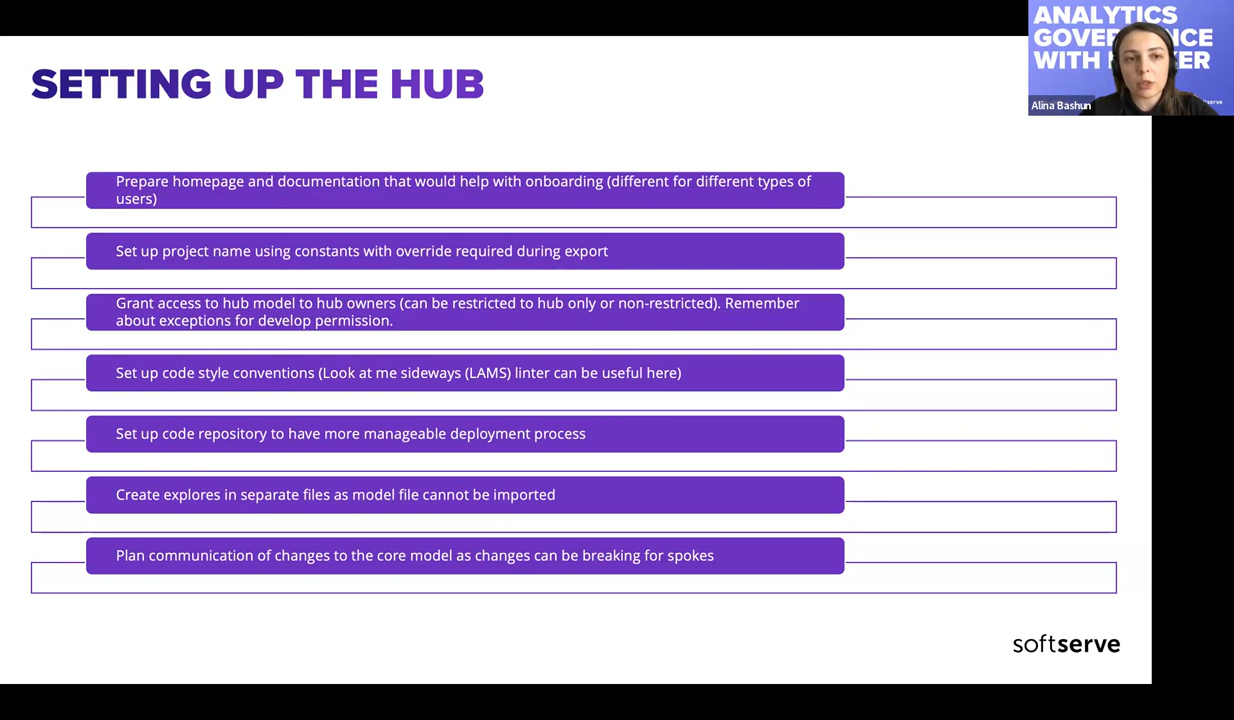 SETTING UP THE HUB
ANALYTICS
GOVERNANCE
WITH
Alina Bashun
Prepare homepage and documentation that would help with onboarding (different for different types of
users)
Set up project name using constants with override required during export
Grant access to hub model to hub owners (can be restricted to hub only or non-restricted). Remember
about exceptions for develop permission.
Set up code style conventions (Look at me sideways (LAMS) linter can be useful here)
Set up code repository to have more manageable deployment process
Create explores in separate files as model file cannot be imported
Plan communication of changes to the core model as changes can be breaking for spokes
softserve